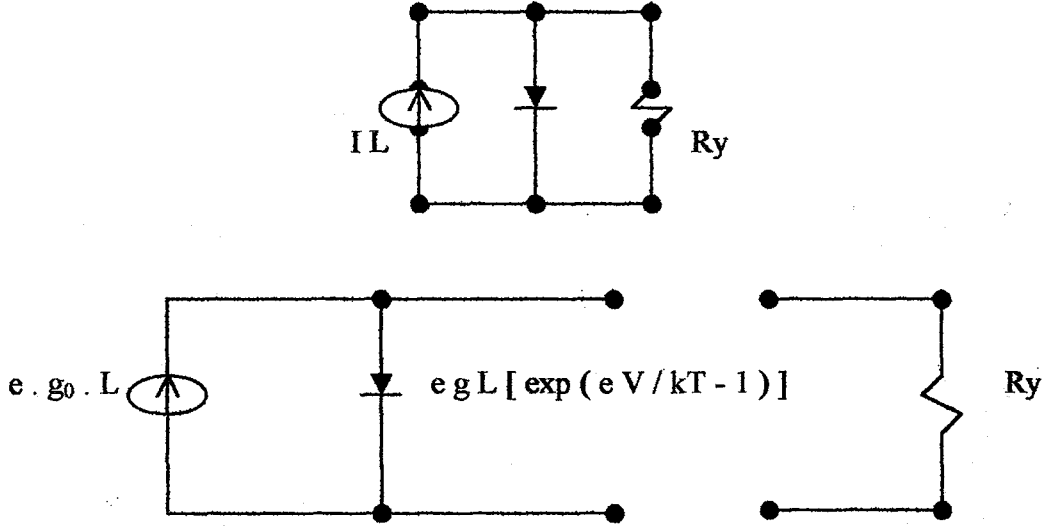 I L
Ry
e . g₀ . L
e g L [ exp ( e V / kT - 1 ) ]
Ry